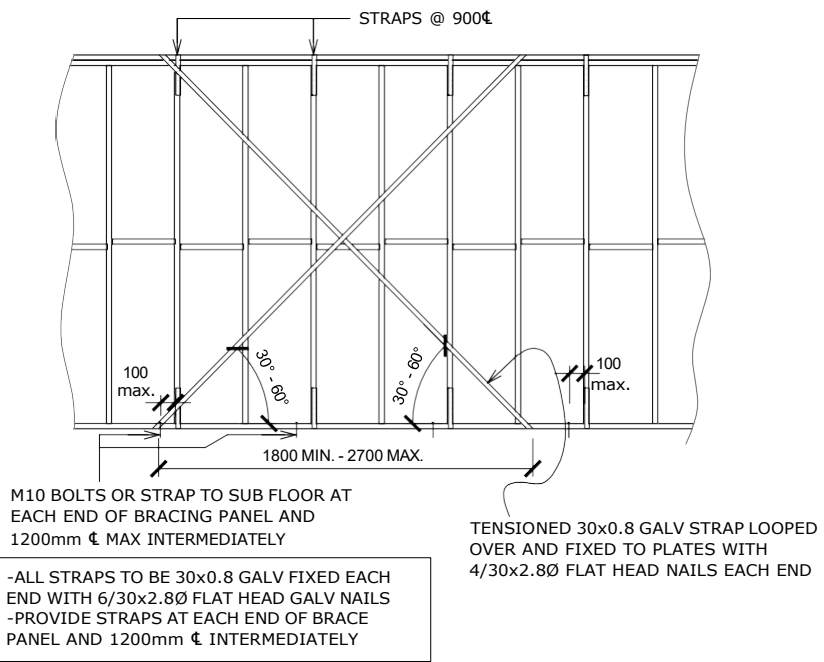 STRAPS @ 900℄
100
max.
30° - 60°
30° - 60°
100
max.
1800 MIN. - 2700 MAX.
M10 BOLTS OR STRAP TO SUB FLOOR AT
EACH END OF BRACING PANEL AND
1200mm ℄ MAX INTERMEDIATELY
TENSIONED 30x0.8 GALV STRAP LOOPED
OVER AND FIXED TO PLATES WITH
4/30x2.8Ø FLAT HEAD NAILS EACH END
-ALL STRAPS TO BE 30x0.8 GALV FIXED EACH
END WITH 6/30x2.8Ø FLAT HEAD GALV NAILS
-PROVIDE STRAPS AT EACH END OF BRACE
PANEL AND 1200mm ℄ INTERMEDIATELY